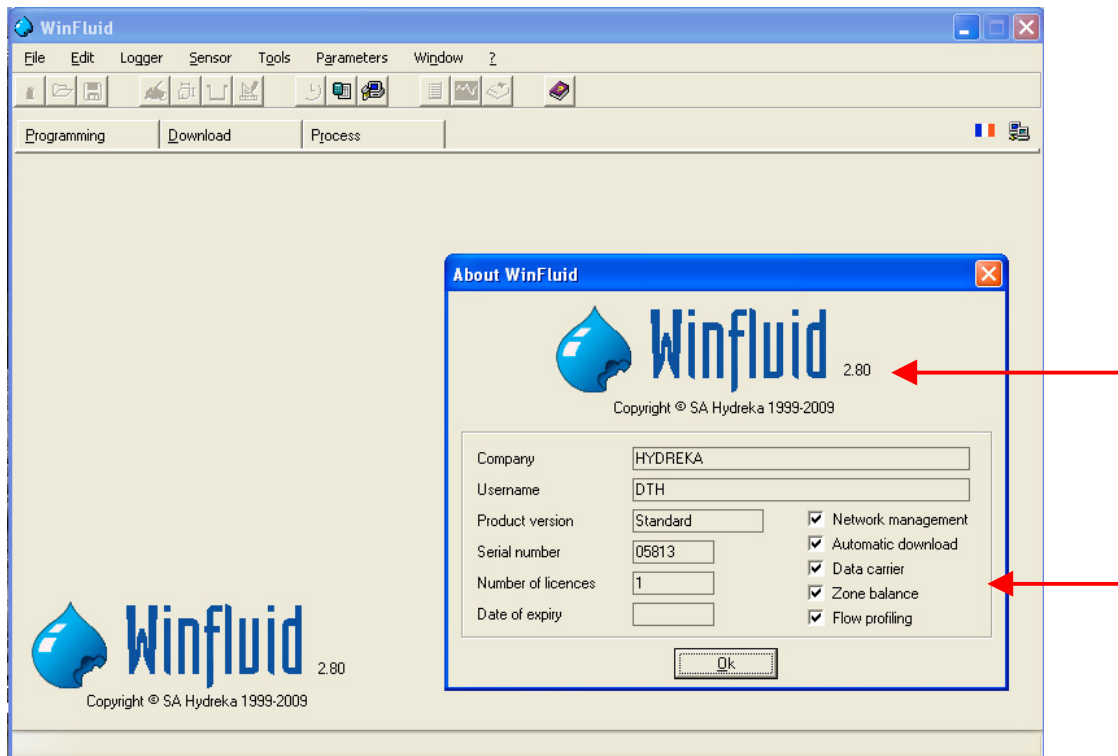 WinFluid
File Edit Logger Sensor Tools Parameters Window ?
Programming Download Process
About WinFluid
Winfluid 2.80
Copyright © SA Hydreka 1999-2009
Company HYDREKA
Username DTH
Product version Standard
Serial number 05813
Number of licences 1
Date of expiry
Network management
Automatic download
Data carrier
Zone balance
Flow profiling
Ok
Winfluid 2.80
Copyright © SA Hydreka 1999-2009